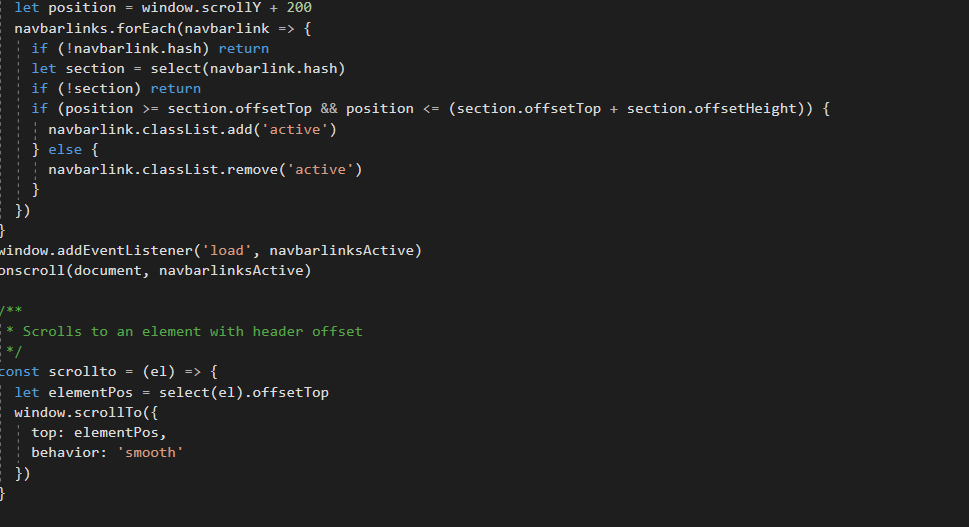 let position = window.scrollY + 200
navbarlinks.forEach(navbarlink => {
if (!navbarlink.hash) return
let section = select(navbarlink.hash)
if (!section) return
if (position >= section.offsetTop && position <= (section.offsetTop + section.offsetHeight)) {
navbarlink.classList.add('active')
} else {
navbarlink.classList.remove('active')
}
})
}
window.addEventListener('load', navbarlinksActive)
onscroll(document, navbarlinksActive)
/**
* Scrolls to an element with header offset
*/
const scrollto = (el) => {
let elementPos = select(el).offsetTop
window.scrollTo({
top: elementPos,
behavior: 'smooth'
})
}